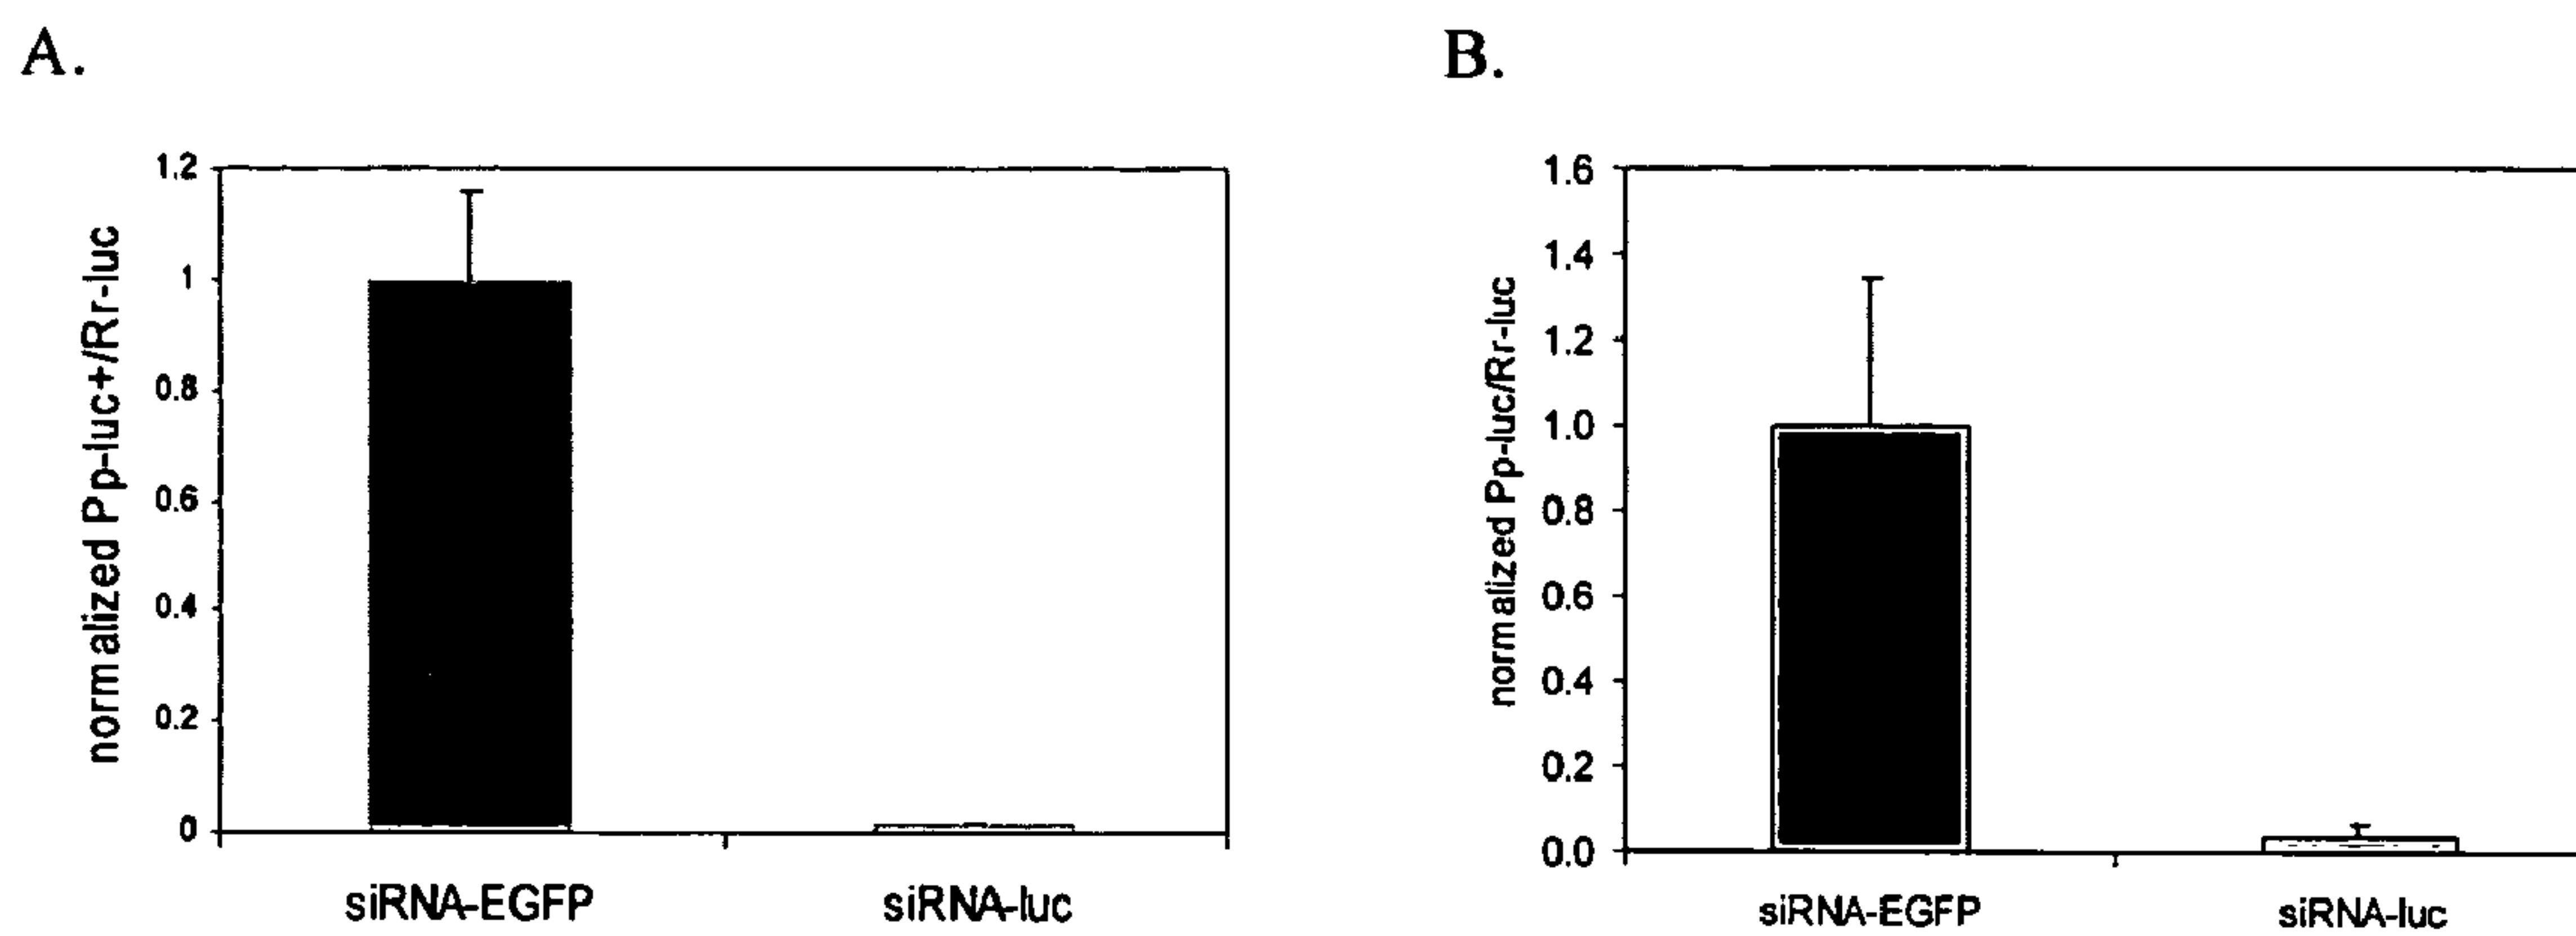 A.
normalized Pp-luc+/Rr-luc
1.2
1
0.8
0.6
0.4
0.2
0
siRNA-EGFP siRNA-luc
B.
normalized Pp-luc/Rr-luc
1.6
1.4
1.2
1.0
0.8
0.6
0.4
0.2
0.0
siRNA-EGFP siRNA-luc